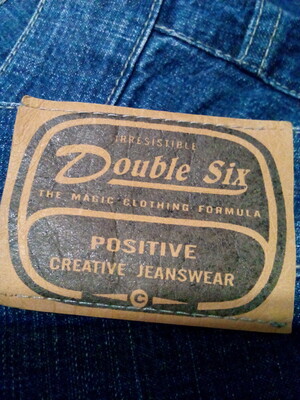 IRRESISTIBLE
Double Six
THE MAGIC CLOTHING FORMULA
POSITIVE
CREATIVE JEANSWEAR
C